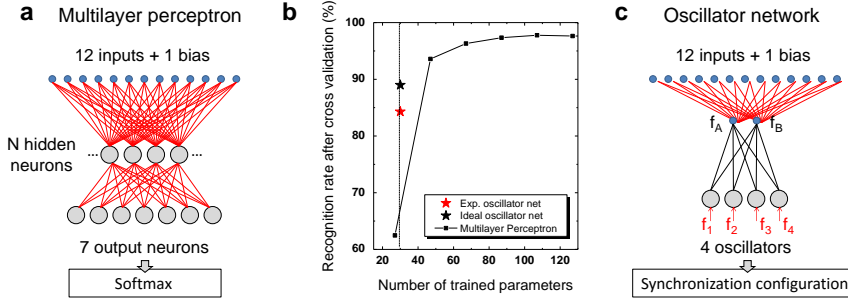 a Multilayer perceptron
12 inputs + 1 bias
N hidden
neurons
...
...
7 output neurons
Softmax
b
Recognition rate after cross validation (%)
100
90
80
70
60
Exp. oscillator net
Ideal oscillator net
Multilayer Perceptron
20 40 60 80 100 120
Number of trained parameters
c Oscillator network
12 inputs + 1 bias
fA fB
f1 f2 f3 f4
4 oscillators
Synchronization configuration